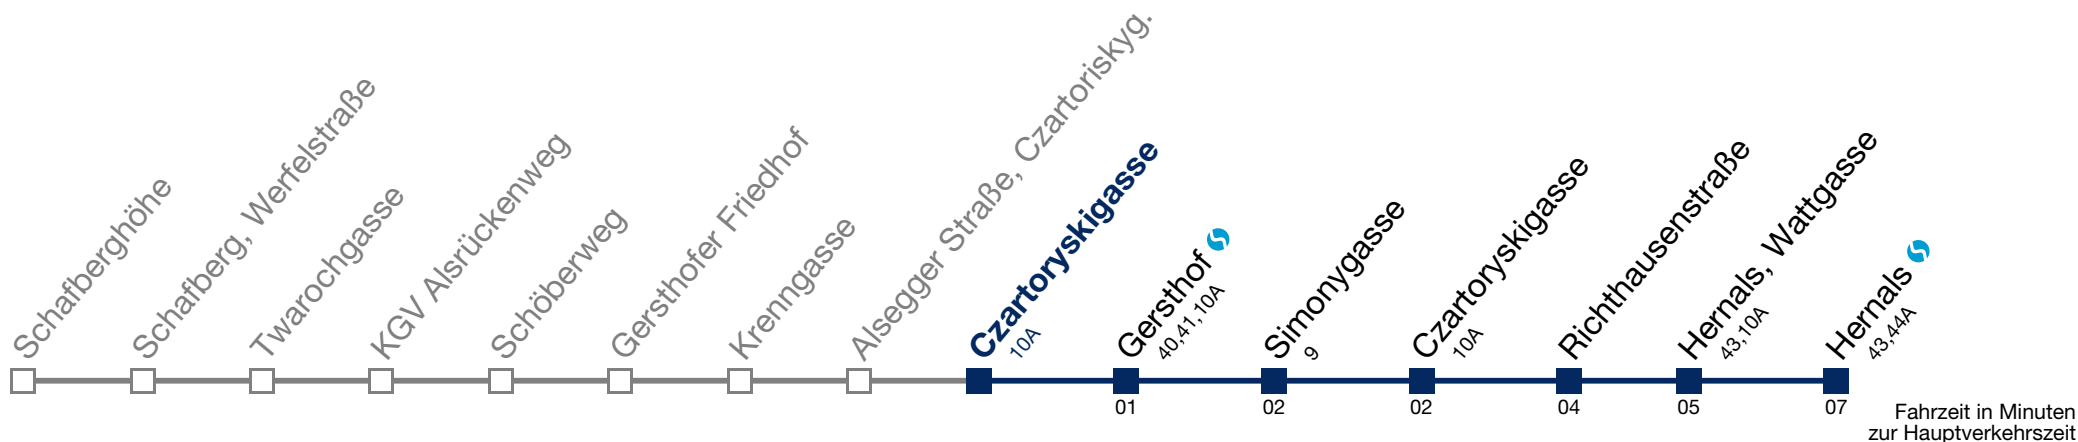 Schafberghöhe
Schafberg, Werfelstraße
Twarochgasse
KGV Alsrückenweg
Schöberweg
Gersthofer Friedhof
Krenngasse
Alsegger Straße, Czartoriskyg.
Czartoryskigasse
10A
Gersthof
40,41,10A
Simonygasse
9
Czartoryskigasse
10A
Richthausenstraße
Hernals, Wattgasse
43,10A
Hernals
43,44A
01
02
02
04
05
07
Fahrzeit in Minuten
zur Hauptverkehrszeit